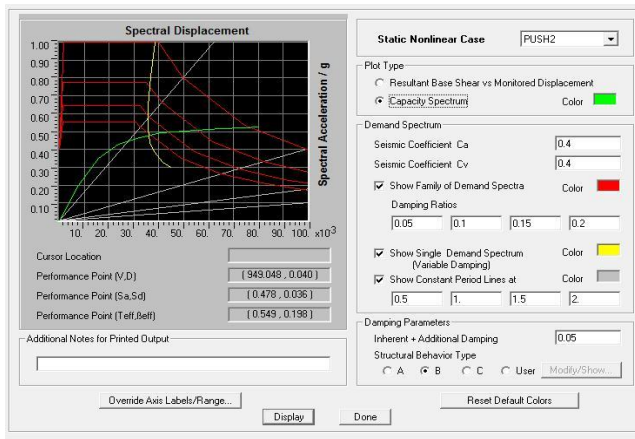 Spectral Displacement
1.00
0.90
0.80
0.70
0.60
0.50
0.40
0.30
0.20
0.10
Spectral Acceleration / g
10. 20. 30. 40. 50. 60. 70. 80. 90. 100. x10³
Cursor Location
Performance Point (V,D) ( 949.048 , 0.040 )
Performance Point (Sa,Sd) ( 0.478 , 0.036 )
Performance Point (Teff,βeff) ( 0.549 , 0.198 )
Additional Notes for Printed Output
Override Axis Labels/Range...
Static Nonlinear Case PUSH2
Plot Type
Resultant Base Shear vs Monitored Displacement
Capacity Spectrum Color
Demand Spectrum
Seismic Coefficient Ca 0.4
Seismic Coefficient Cv 0.4
Show Family of Demand Spectra Color
Damping Ratios
0.05 0.1 0.15 0.2
Show Single Demand Spectrum Color
(Variable Damping)
Show Constant Period Lines at Color
0.5 1. 1.5 2.
Damping Parameters
Inherent + Additional Damping 0.05
Structural Behavior Type
A B C User Modify/Show...
Reset Default Colors
Display Done